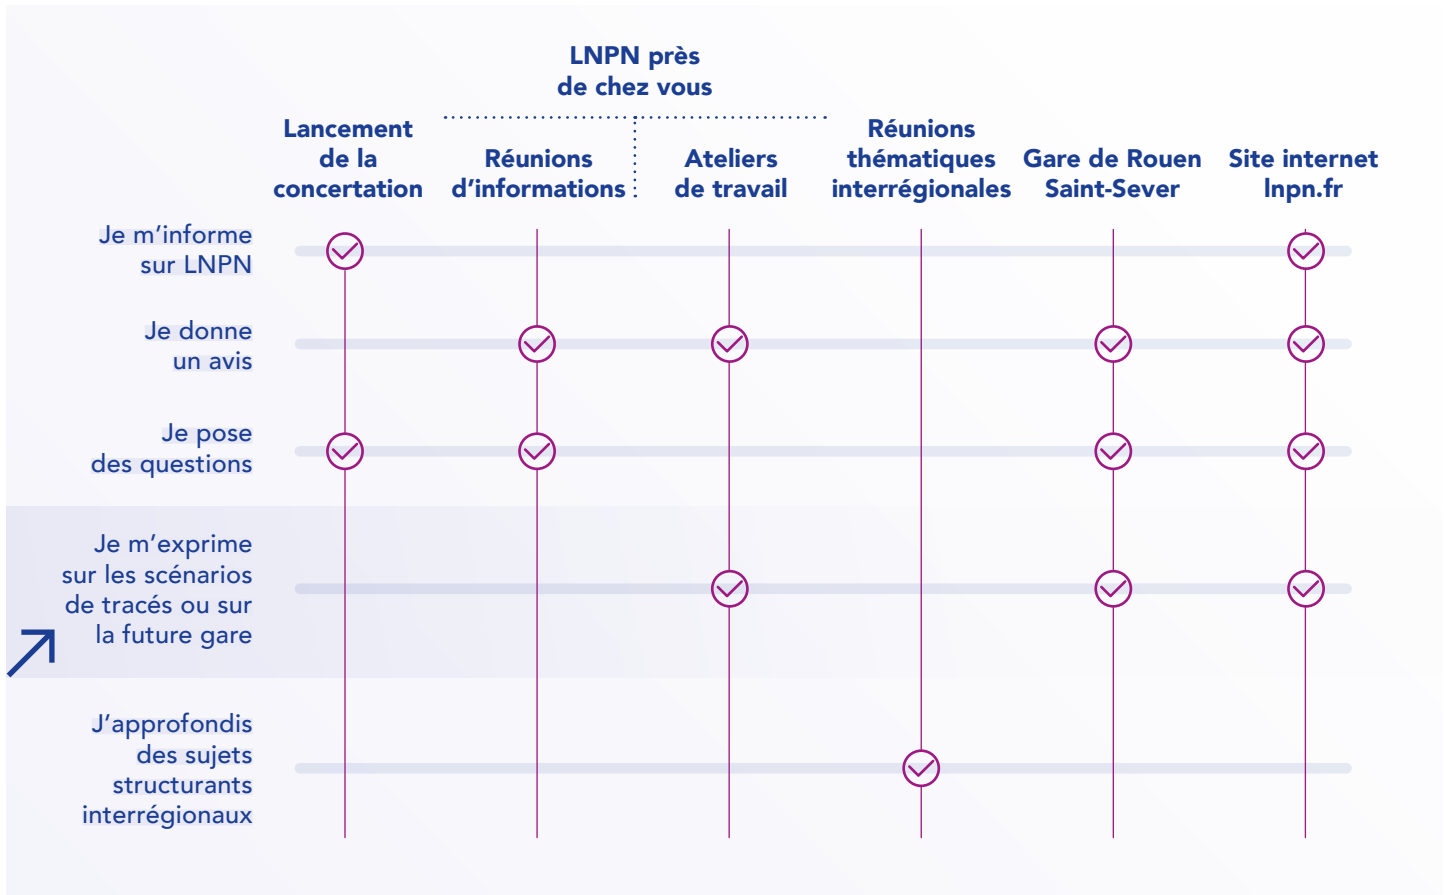 LNPN près
de chez vous
Lancement
de la
concertation
Réunions
d’informations
Ateliers
de travail
Réunions
thématiques
interrégionales
Gare de Rouen
Saint-Sever
Site internet
lnpn.fr
Je m’informe
sur LNPN
Je donne
un avis
Je pose
des questions
Je m’exprime
sur les scénarios
de tracés ou sur
la future gare
J’approfondis
des sujets
structurants
interrégionaux